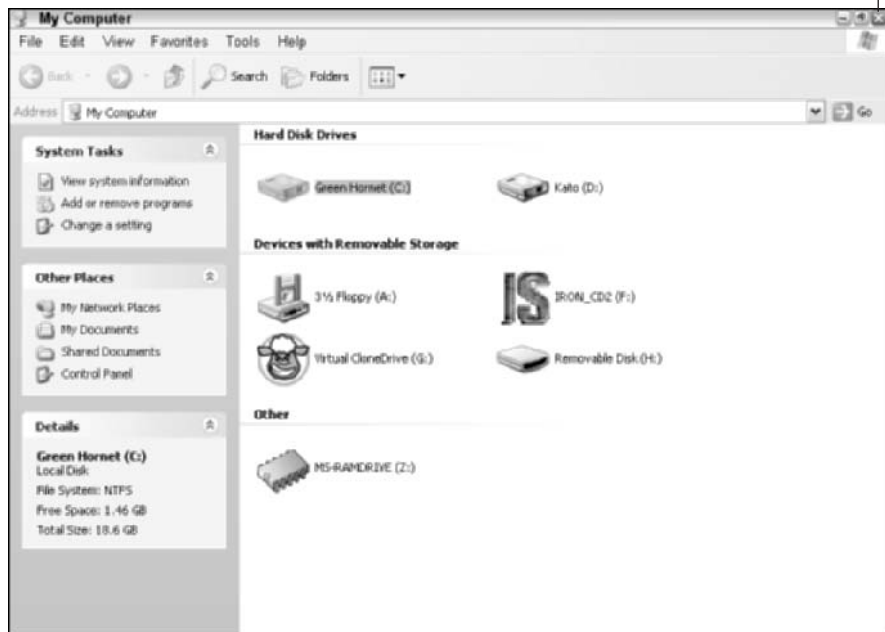 My Computer
File Edit View Favorites Tools Help
Back Search Folders
Address My Computer Go
System Tasks
View system information
Add or remove programs
Change a setting
Other Places
My Network Places
My Documents
Shared Documents
Control Panel
Details
Green Hornet (C:)
Local Disk
File System: NTFS
Free Space: 1.46 GB
Total Size: 18.6 GB
Hard Disk Drives
Green Hornet (C:) Kato (D:)
Devices with Removable Storage
3½ Floppy (A:) IS IRON_CD2 (F:)
Virtual CloneDrive (G:) Removable Disk (H:)
Other
MS-RAMDRIVE (Z:)